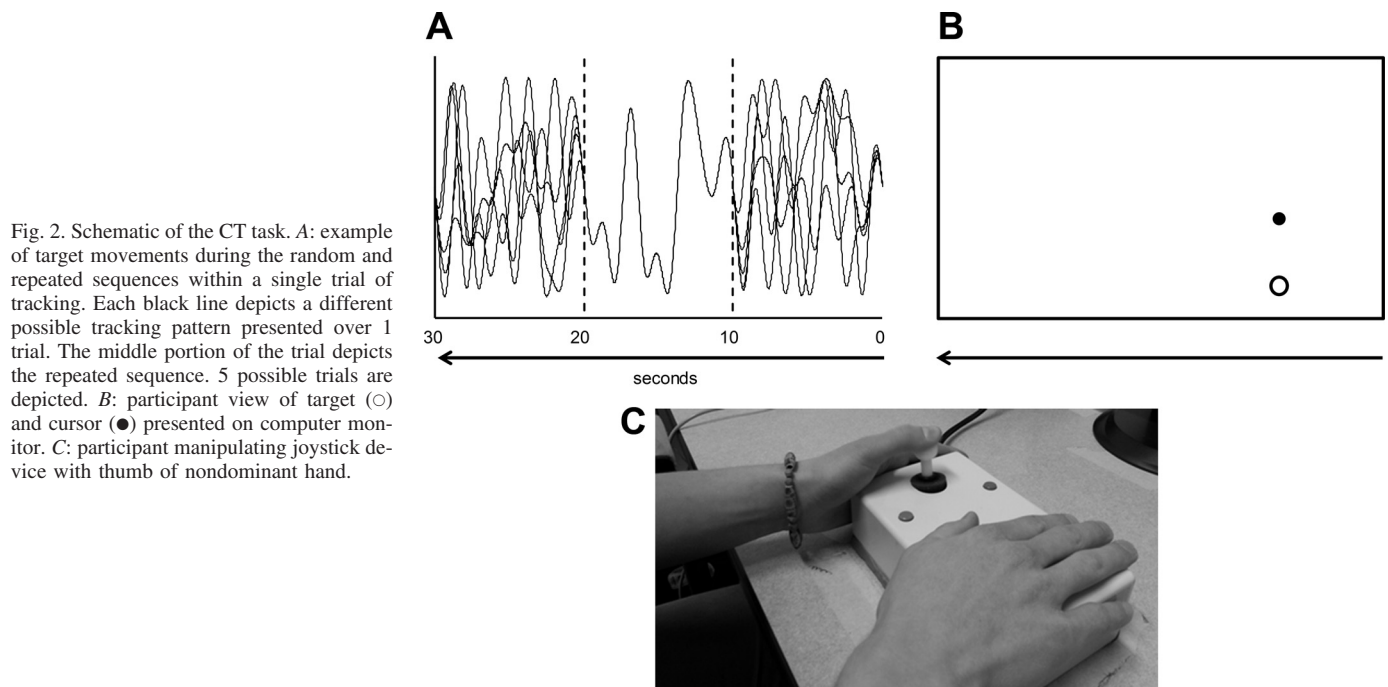 A
B
30
20
10
0
seconds
C
Fig. 2. Schematic of the CT task. A: example
of target movements during the random and
repeated sequences within a single trial of
tracking. Each black line depicts a different
possible tracking pattern presented over 1
trial. The middle portion of the trial depicts
the repeated sequence. 5 possible trials are
depicted. B: participant view of target (○)
and cursor (●) presented on computer mon-
itor. C: participant manipulating joystick de-
vice with thumb of nondominant hand.